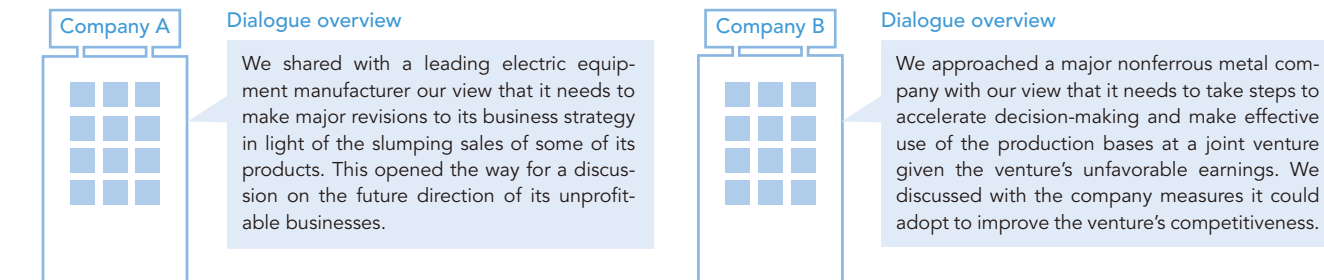 Company A
Dialogue overview
We shared with a leading electric equip-
ment manufacturer our view that it needs to
make major revisions to its business strategy
in light of the slumping sales of some of its
products. This opened the way for a discus-
sion on the future direction of its unprofit-
able businesses.
Company B
Dialogue overview
We approached a major nonferrous metal com-
pany with our view that it needs to take steps to
accelerate decision-making and make effective
use of the production bases at a joint venture
given the venture's unfavorable earnings. We
discussed with the company measures it could
adopt to improve the venture's competitiveness.